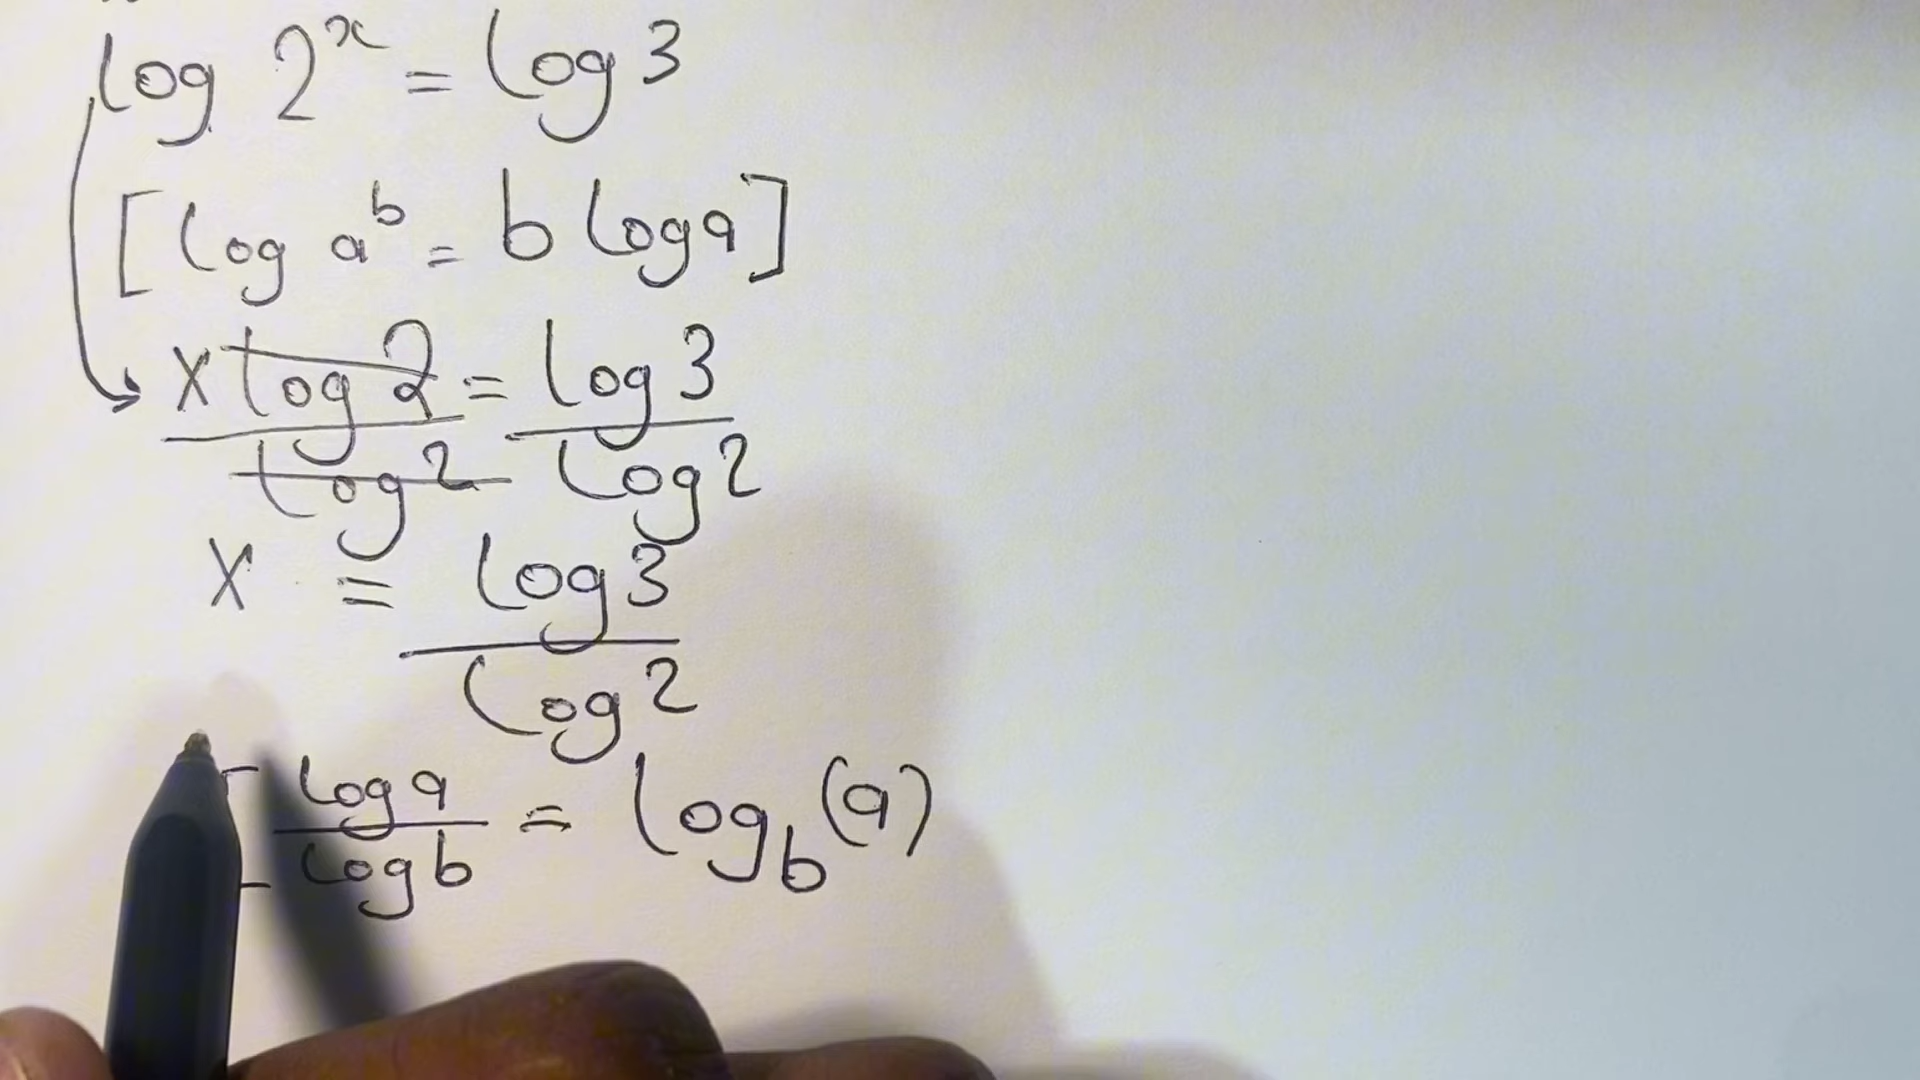 log 2^x = log 3
[log a^b = b log a]
x log 2 = log 3
log 2 log 2
x = log 3
log 2
[log a = log_b (a)
log b